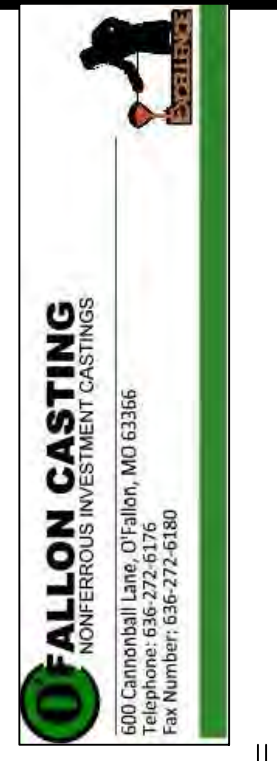 O'FALLON CASTING
NONFERROUS INVESTMENT CASTINGS
600 Cannonball Lane, O'Fallon, MO 63366
Telephone: 636-272-6176
Fax Number: 636-272-6180
EXCELLENCE